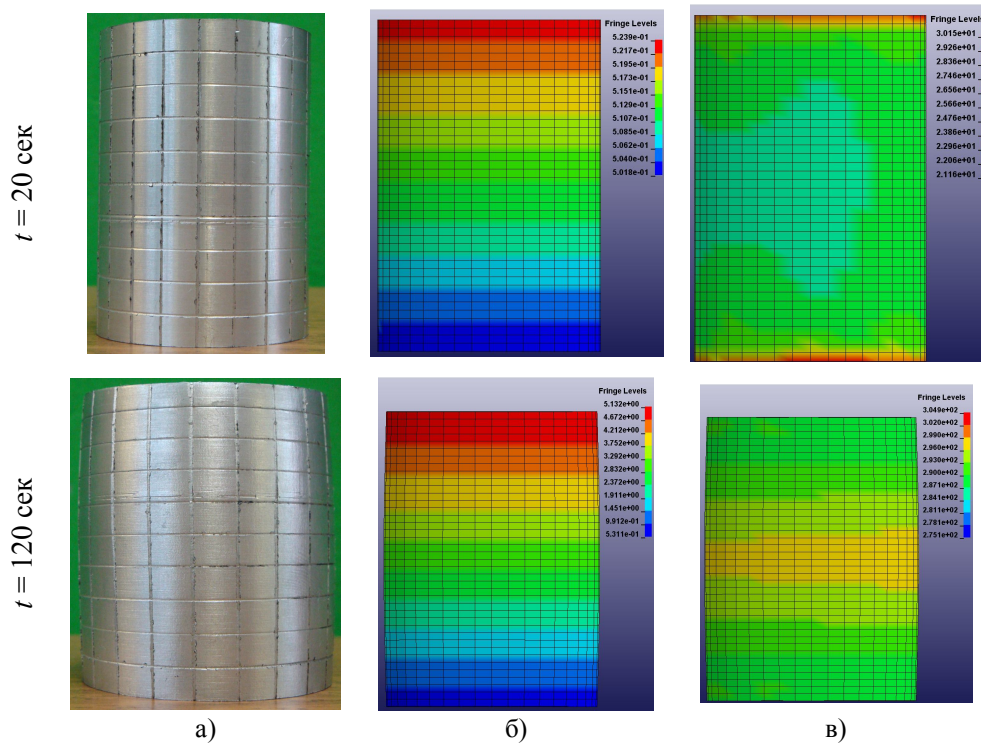 t = 20 сек
Fringe Levels
5.239e-01
5.217e-01
5.195e-01
5.173e-01
5.151e-01
5.129e-01
5.107e-01
5.085e-01
5.062e-01
5.040e-01
5.018e-01
Fringe Levels
3.015e+01
2.926e+01
2.836e+01
2.746e+01
2.656e+01
2.566e+01
2.476e+01
2.386e+01
2.296e+01
2.206e+01
2.116e+01
t = 120 сек
Fringe Levels
5.132e+00
4.672e+00
4.212e+00
3.752e+00
3.292e+00
2.832e+00
2.372e+00
1.911e+00
1.451e+00
9.912e-01
5.311e-01
Fringe Levels
3.049e+02
3.020e+02
2.990e+02
2.960e+02
2.930e+02
2.900e+02
2.871e+02
2.841e+02
2.811e+02
2.781e+02
2.751e+02
а)
б)
в)